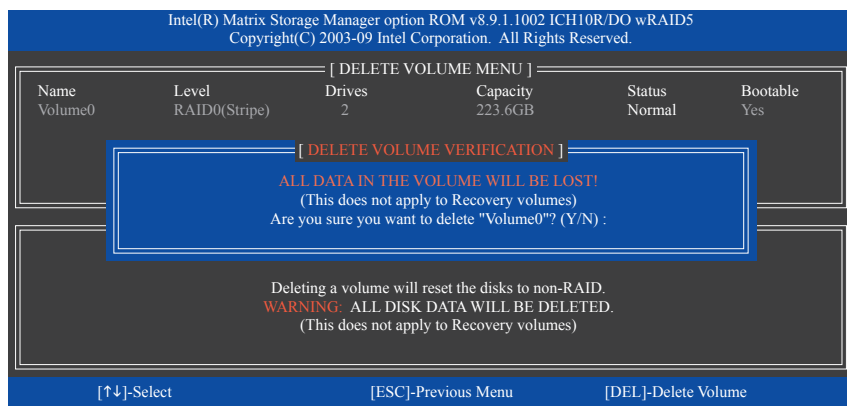 Intel(R) Matrix Storage Manager option ROM v8.9.1.1002 ICH10R/DO wRAID5
Copyright(C) 2003-09 Intel Corporation. All Rights Reserved.
[ DELETE VOLUME MENU ]
Name Level Drives Capacity Status Bootable
Volume0 RAID0(Stripe) 2 223.6GB Normal Yes
[ DELETE VOLUME VERIFICATION ]
ALL DATA IN THE VOLUME WILL BE LOST!
(This does not apply to Recovery volumes)
Are you sure you want to delete "Volume0"? (Y/N) :
Deleting a volume will reset the disks to non-RAID.
WARNING: ALL DISK DATA WILL BE DELETED.
(This does not apply to Recovery volumes)
[↑↓]-Select [ESC]-Previous Menu [DEL]-Delete Volume